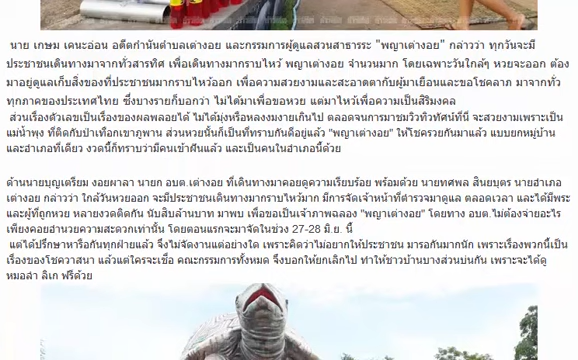 นาย เกษม เคนะอ่อน อดีตกำนันตำบลเต่างอย และกรรมการผู้ดูแลสวนสาธารระ "พญาเต่างอย" กล่าวว่า ทุกวันจะมี
ประชาชนเดินทางมาจากทั่วสารทิศ เพื่อเดินทางมากราบไหว้ พญาเต่างอย จำนวนมาก โดยเฉพาะวันใกล้ๆ หวยจะออก ต้อง
มาอยู่ดูแลเก็บสิ่งของที่ประชาชนมากราบไหว้ออก เพื่อความสวยงามและสะอาดตากับผู้มาเยือนและขอโชคลาภ มาจากทั่ว
ทุกภาคของประเทศไทย ซึ่งบางรายก็บอกว่า ไม่ได้มาเพื่อขอหวย แต่มาไหว้เพื่อความเป็นสิริมงคล
ส่วนเรื่องตัวเลขเป็นเรื่องของผลพลอยได้ ไม่ได้มุ่งหรือหลงงมงายเกินไป ตลอดจนการมาชมวิวทิวทัศน์ที่นี่ จะสวยงามเพราะเป็น
แม่น้ำพุง ที่ติดกับป่าเทือกเขาภูพาน ส่วนหวยนั้นก็เป็นที่ทราบกันดีอยู่แล้ว "พญาเต่างอย" ให้โชครวยกันมาแล้ว แบบยกหมู่บ้าน
และอำเภอทีเดียว งวดนี้ก็ทราบว่ามีคนเข้าฝันแล้ว และเป็นคนในอำเภอนี้ด้วย
ด้านนายบุญเตรียม งอยผาลา นายก อบต.เต่างอย ที่เดินทางมาคอยดูความเรียบร้อย พร้อมด้วย นายทศพล สินยบุตร นายอำเภอ
เต่างอย กล่าวว่า ใกล้วันหวยออก จะมีประชาชนเดินทางมากราบไหว้มาก มีการจัดเจ้าหน้าที่ตำรวจมาดูแล ตลอดเวลา และได้มีพระ
และผู้ที่ถูกหวย หลายงวดติดกัน นับสิบล้านบาท มาพบ เพื่อขอเป็นเจ้าภาพฉลอง "พญาเต่างอย" โดยทาง อบต.ไม่ต้องจ่ายอะไร
เพียงคอยอำนวยความสะดวกเท่านั้น โดยตอนแรกจะมาจัดในช่วง 27-28 มิ.ย. นี้
แต่ได้ปรึกษาหารือกันทุกฝ่ายแล้ว จึงไม่จัดงานแต่อย่างใด เพราะคิดว่าไม่อยากให้ประชาชน มารอกันมากนัก เพราะเรื่องพวกนี้เป็น
เรื่องของโชควาสนา แล้วแต่ใครจะเชื่อ คณะกรรมการทั้งหมด จึงบอกให้ยกเลิกไป ทำให้ชาวบ้านบางส่วนบ่นกัน เพราะจะได้ดู
หมอลำ ลิเก ฟรีด้วย